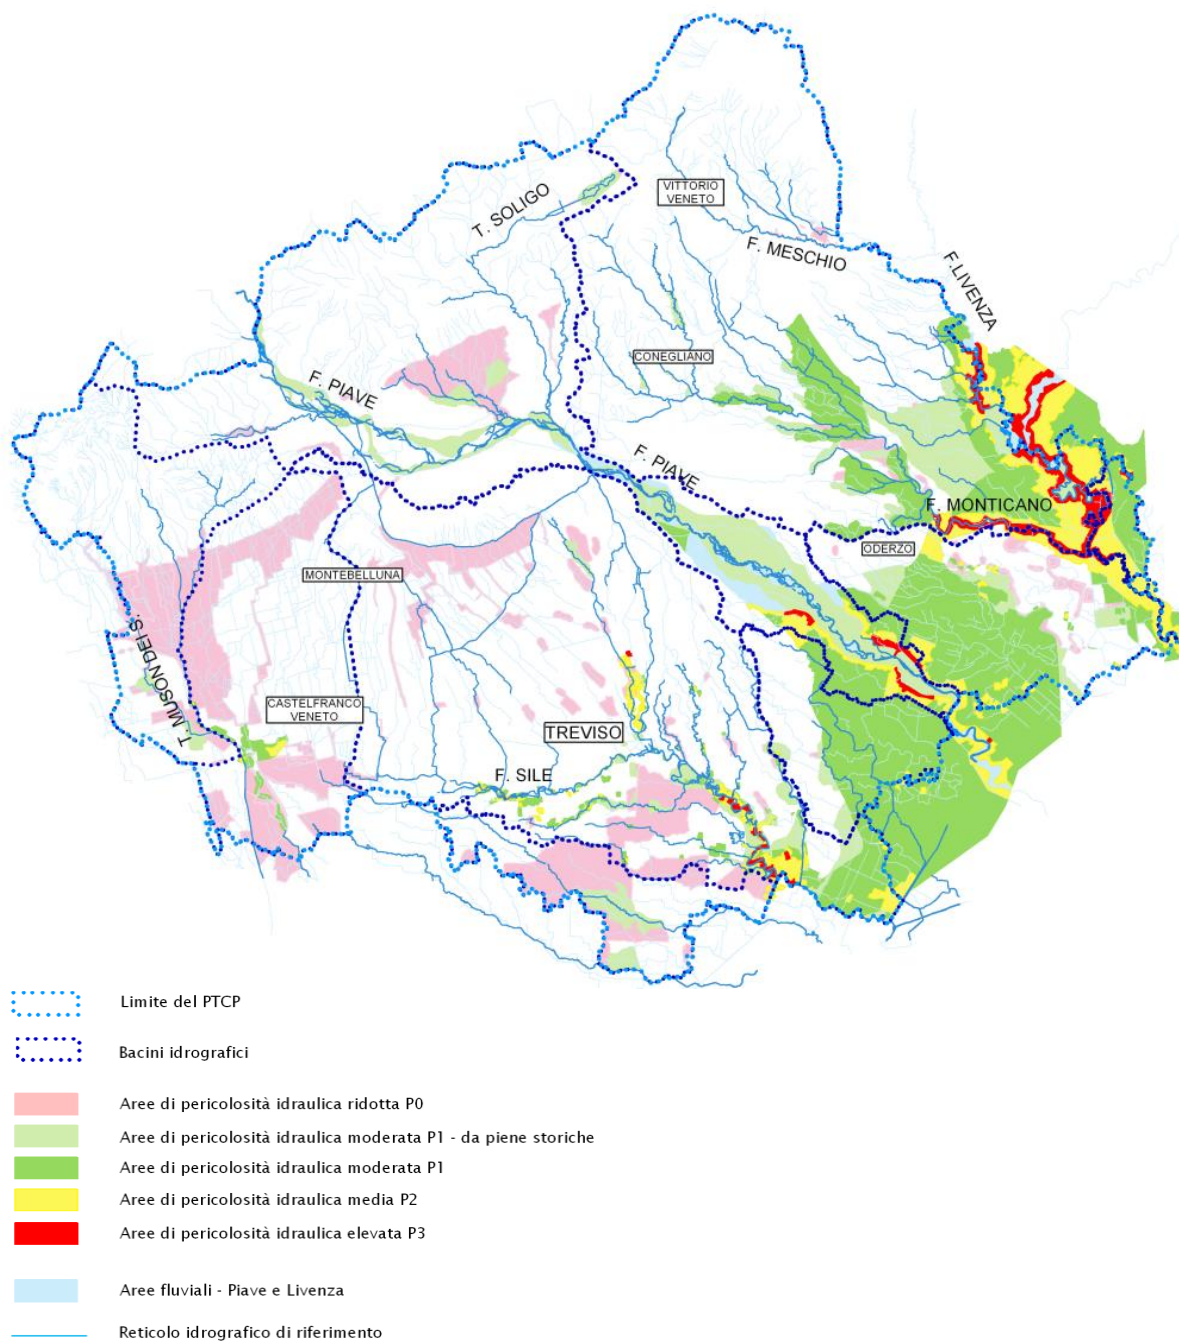 VITTORIO
VENETO
T. SOLIGO
F. MESCHIO
F.LIVENZA
CONEGLIANO
F. PIAVE
F. PIAVE
F. MONTICANO
ODERZO
MONTEBELLUNA
T. MUSON DEI S.
CASTELFRANCO
VENETO
TREVISO
F. SILE
Limite del PTCP
Bacini idrografici
Aree di pericolosità idraulica ridotta P0
Aree di pericolosità idraulica moderata P1 - da piene storiche
Aree di pericolosità idraulica moderata P1
Aree di pericolosità idraulica media P2
Aree di pericolosità idraulica elevata P3
Aree fluviali - Piave e Livenza
Reticolo idrografico di riferimento